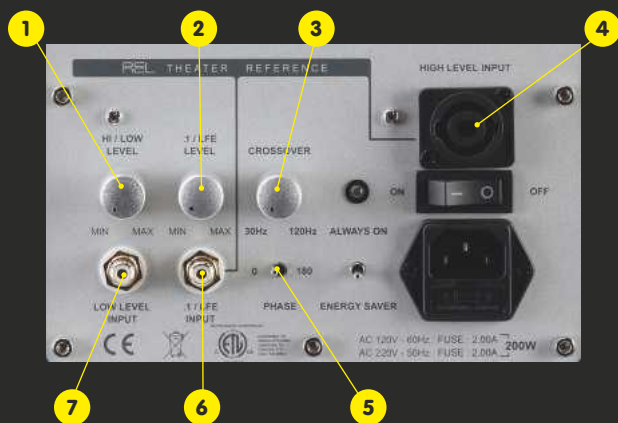 1
2
3
4
REL THEATER REFERENCE
HIGH LEVEL INPUT
HI / LOW
LEVEL
.1 / LFE
LEVEL
CROSSOVER
ON
OFF
MIN MAX
MIN MAX
30Hz 120Hz
ALWAYS ON
0 180
LOW LEVEL
INPUT
.1 / LFE
INPUT
PHASE
ENERGY SAVER
CE
ETL
AC 120V - 60Hz FUSE : 2.00A
AC 220V - 50Hz FUSE : 2.00A
200W
7
6
5